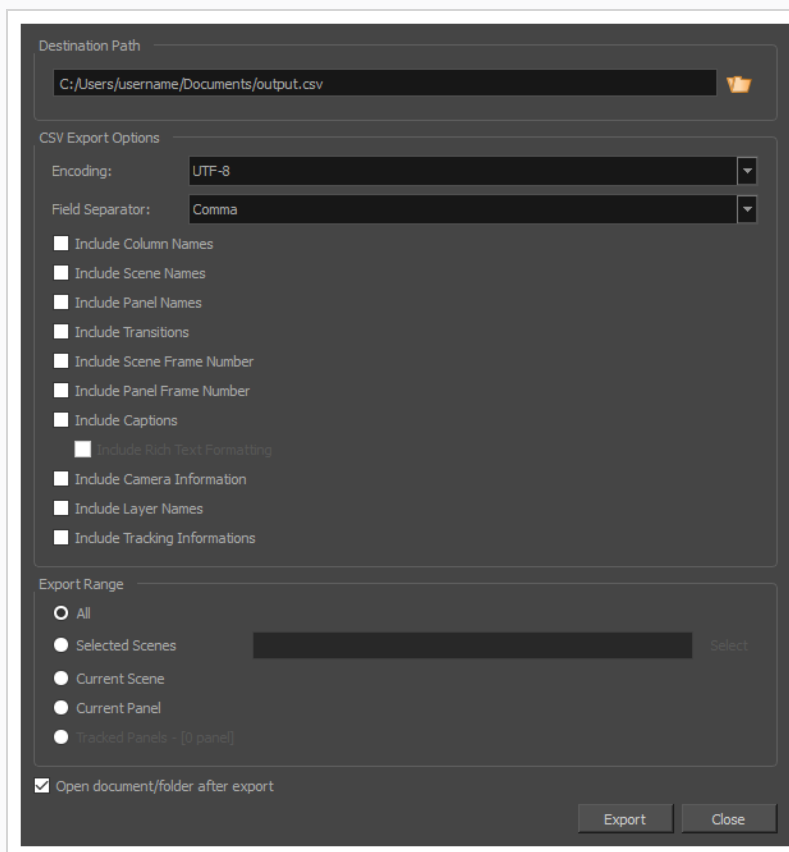 Destination Path
C:/Users/username/Documents/output.csv
CSV Export Options
Encoding: UTF-8
Field Separator: Comma
Include Column Names
Include Scene Names
Include Panel Names
Include Transitions
Include Scene Frame Number
Include Panel Frame Number
Include Captions
Include Rich Text Formatting
Include Camera Information
Include Layer Names
Include Tracking Informations
Export Range
All
Selected Scenes Select
Current Scene
Current Panel
Tracked Panels - [0 panel]
Open document/folder after export
Export Close